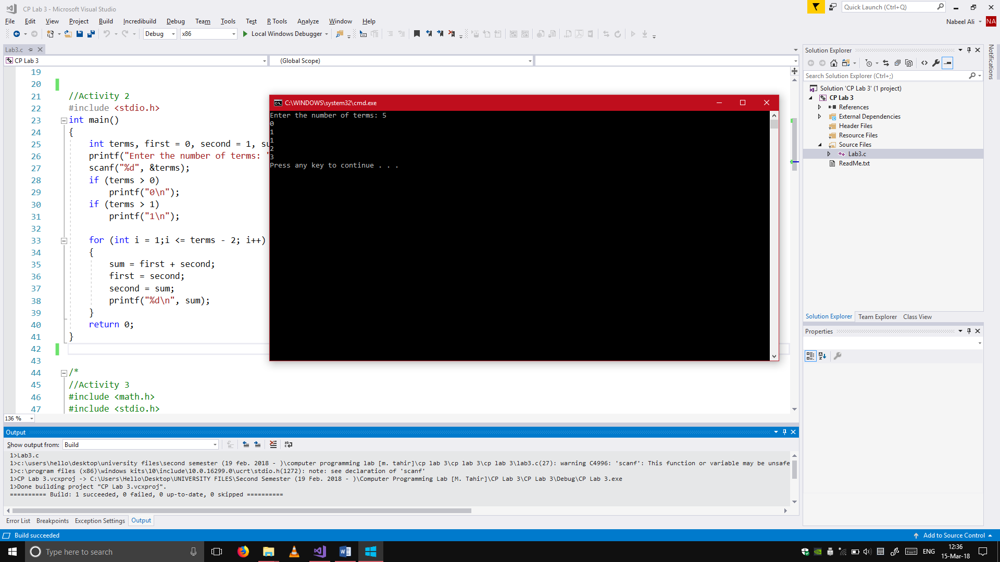 CP Lab 3 - Microsoft Visual Studio
Quick Launch (Ctrl+Q)
File Edit View Project Build Incredibuild Debug Team Tools Test R Tools Analyze Window Help
Nabeel Ali NA
Debug x86 Local Windows Debugger
Lab3.c
CP Lab 3 (Global Scope)
19
20
21 //Activity 2
22 #include <stdio.h>
23 int main()
24 {
25 int terms, first = 0, second = 1, su
26 printf("Enter the number of terms: "
27 scanf("%d", &terms);
28 if (terms > 0)
29 printf("0\n");
30 if (terms > 1)
31 printf("1\n");
32
33 for (int i = 1;i <= terms - 2; i++)
34 {
35 sum = first + second;
36 first = second;
37 second = sum;
38 printf("%d\n", sum);
39 }
40 return 0;
41 }
42
43
44 /*
45 //Activity 3
46 #include <math.h>
47 #include <stdio.h>
136 %
C:\WINDOWS\system32\cmd.exe
Enter the number of terms: 5
0
1
1
2
3
Press any key to continue . . .
Output
Show output from: Build
1>Lab3.c
1>c:\users\hello\desktop\university files\second semester (19 feb. 2018 - )\computer programming lab [m. tahir]\cp lab 3\cp lab 3\cp lab 3\lab3.c(27): warning C4996: 'scanf': This function or variable may be unsafe
1>c:\program files (x86)\windows kits\10\include\10.0.16299.0\ucrt\stdio.h(1272): note: see declaration of 'scanf'
1>CP Lab 3.vcxproj -> C:\Users\Hello\Desktop\UNIVERSITY FILES\Second Semester (19 Feb. 2018 - )\Computer Programming Lab [M. Tahir]\CP Lab 3\CP Lab 3\Debug\CP Lab 3.exe
1>Done building project "CP Lab 3.vcxproj".
========== Build: 1 succeeded, 0 failed, 0 up-to-date, 0 skipped ==========
Error List Breakpoints Exception Settings Output
Solution Explorer
Search Solution Explorer (Ctrl+;)
Solution 'CP Lab 3' (1 project)
CP Lab 3
References
External Dependencies
Header Files
Resource Files
Source Files
Lab3.c
ReadMe.txt
Solution Explorer Team Explorer Class View
Properties
Notifications
Build succeeded
Add to Source Control
Type here to search
ENG
12:36
15-Mar-18